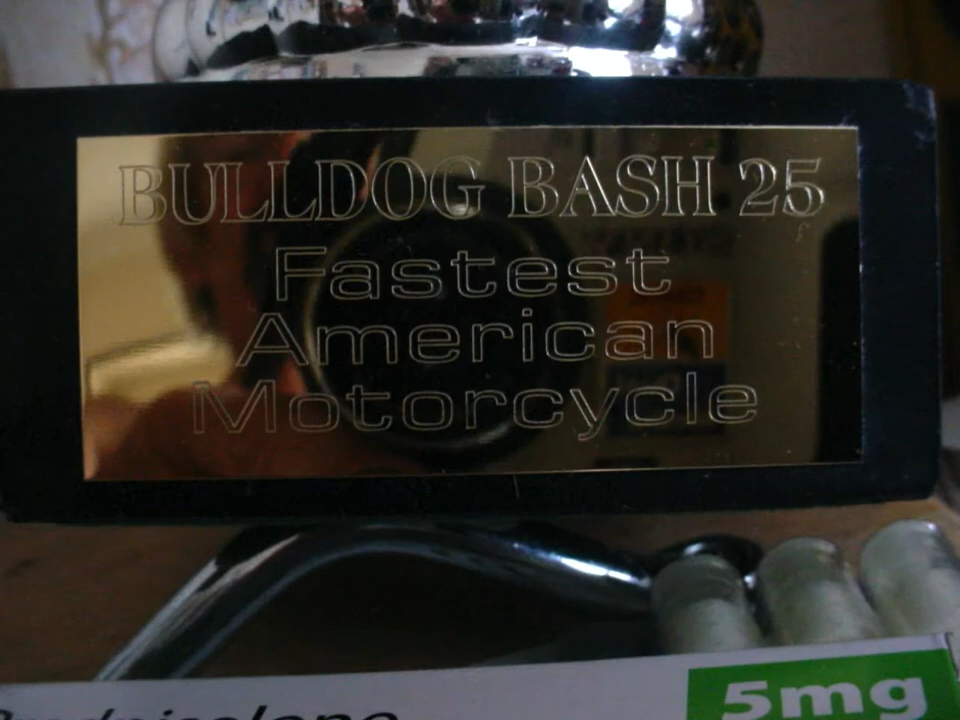 BULLDOG BASH 25
Fastest
American
Motorcycle
5mg